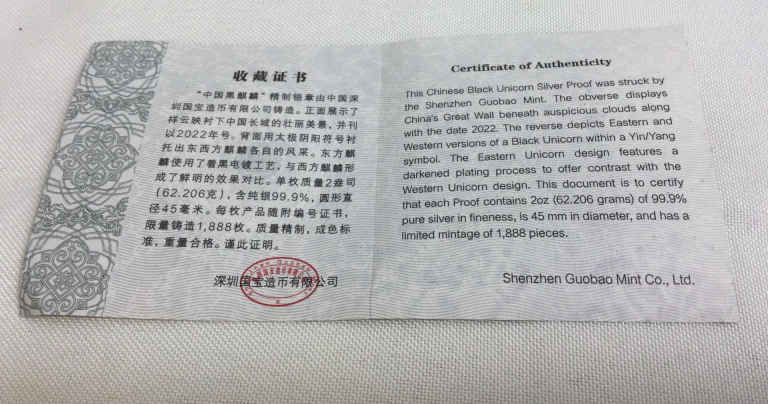 收藏证书
“中国黑麒麟”精制银章由中国深
圳国宝造币有限公司铸造。正面展示了
祥云映衬下中国长城的壮丽美景，并刊
以2022年号。背面用太极阴阳符号衬
托出东西方麒麟各自的风采。东方麒
麟使用了着黑电镀工艺，与西方麒麟形
成了鲜明的效果对比。单枚质量2盎司
(62.206克)，含纯银99.9%，圆形直
径45毫米。每枚产品随附编号证书，
限量铸造1,888枚。质量精制，成色标
准，重量合格。谨此证明。
深圳国宝造币有限公司
Certificate of Authenticity
This Chinese Black Unicorn Silver Proof was struck by
the Shenzhen Guobao Mint. The obverse displays
China's Great Wall beneath auspicious clouds along
with the date 2022. The reverse depicts Eastern and
Western versions of a Black Unicorn within a Yin/Yang
symbol. The Eastern Unicorn design features a
darkened plating process to offer contrast with the
Western Unicorn design. This document is to certify
that each Proof contains 2oz (62.206 grams) of 99.9%
pure silver in fineness, is 45 mm in diameter, and has a
limited mintage of 1,888 pieces.
Shenzhen Guobao Mint Co., Ltd.